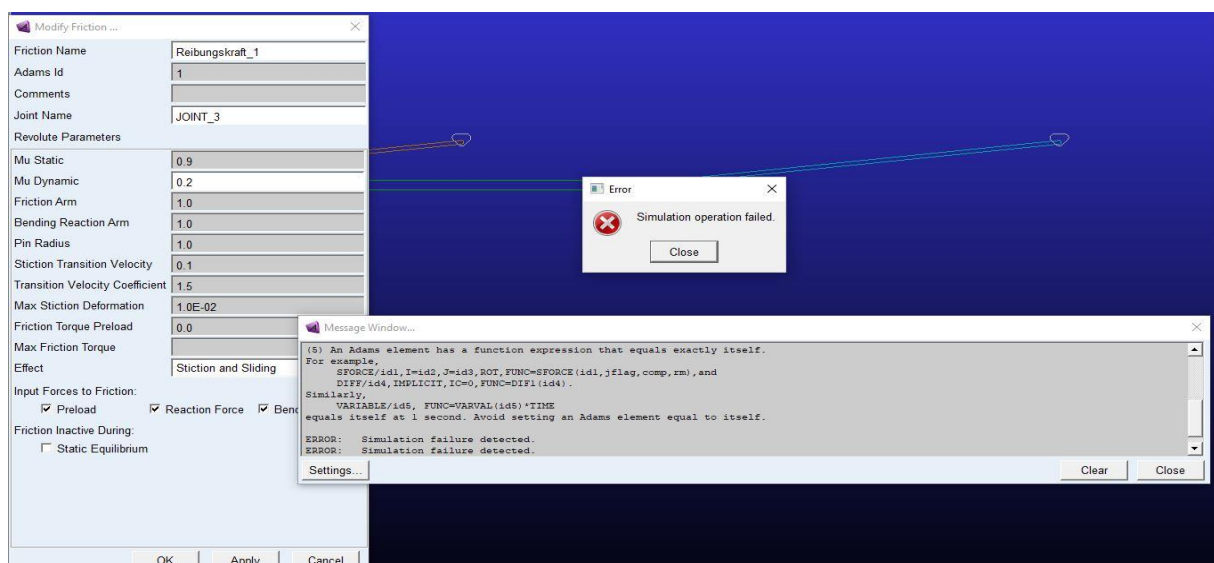 Modify Friction ...
Friction Name Reibungskraft_1
Adams Id 1
Comments
Joint Name JOINT_3
Revolute Parameters
Mu Static 0.9
Mu Dynamic 0.2
Friction Arm 1.0
Bending Reaction Arm 1.0
Pin Radius 1.0
Stiction Transition Velocity 0.1
Transition Velocity Coefficient 1.5
Max Stiction Deformation 1.0E-02
Friction Torque Preload 0.0
Max Friction Torque
Effect Stiction and Sliding
Input Forces to Friction:
Preload Reaction Force Bend
Friction Inactive During:
Static Equilibrium
OK Apply Cancel
Error
Simulation operation failed.
Close
Message Window...
(5) An Adams element has a function expression that equals exactly itself.
For example,
SFORCE/id1,I=id2,J=id3,ROT,FUNC=SFORCE(id1,jflag,comp,rm),and
DIFF/id4,IMPLICIT,IC=0,FUNC=DIF1(id4).
Similarly,
VARIABLE/id5, FUNC=VARVAL(id5)*TIME
equals itself at 1 second. Avoid setting an Adams element equal to itself.
ERROR: Simulation failure detected.
ERROR: Simulation failure detected.
Settings... Clear Close